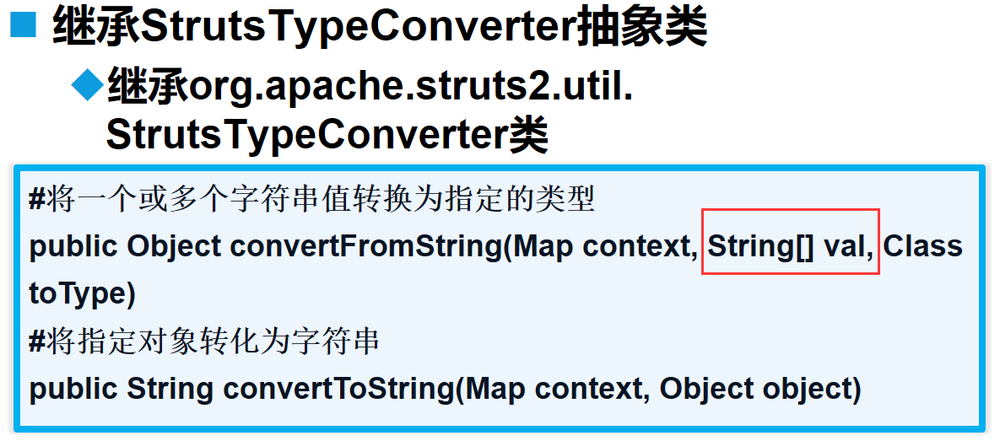 继承StrutsTypeConverter抽象类
继承org.apache.struts2.util.
StrutsTypeConverter类
#将一个或多个字符串值转换为指定的类型
public Object convertFromString(Map context, String[] val, Class
toType)
#将指定对象转化为字符串
public String convertToString(Map context, Object object)